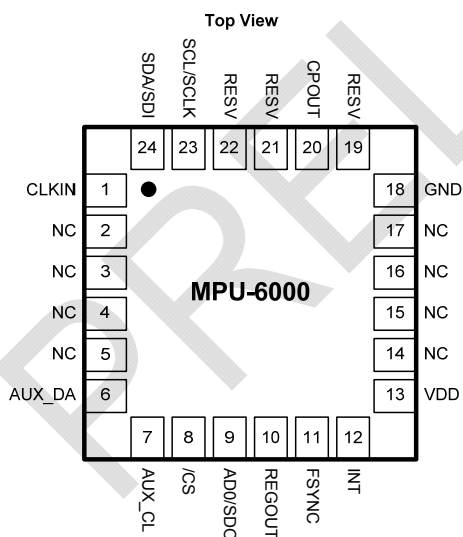 Top View
SDA/SDI
SCL/SCLK
RESV
RESV
CPOUT
RESV
24 23 22 21 20 19
CLKIN 1 18 GND
NC 2 17 NC
NC 3 16 NC
MPU-6000
NC 4 15 NC
NC 5 14 NC
AUX_DA 6 13 VDD
7 8 9 10 11 12
AUX_CL
/CS
AD0/SDO
REGOUT
FSYNC
INT
PREL